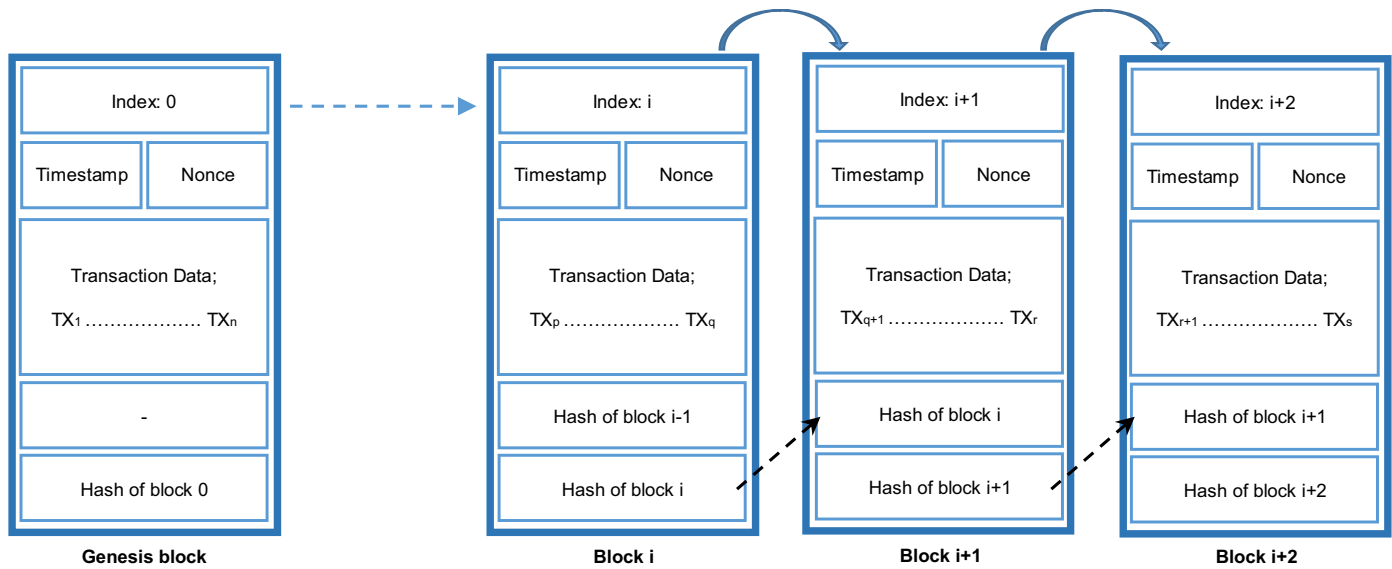 Index: 0
Timestamp
Nonce
Transaction Data;
TX₁ ................... TXₙ
-
Hash of block 0
Genesis block
Index: i
Timestamp
Nonce
Transaction Data;
TXₚ ................... TX_q
Hash of block i-1
Hash of block i
Block i
Index: i+1
Timestamp
Nonce
Transaction Data;
TX_q+1 ................... TXᵣ
Hash of block i
Hash of block i+1
Block i+1
Index: i+2
Timestamp
Nonce
Transaction Data;
TXᵣ₊₁ ................... TXₛ
Hash of block i+1
Hash of block i+2
Block i+2